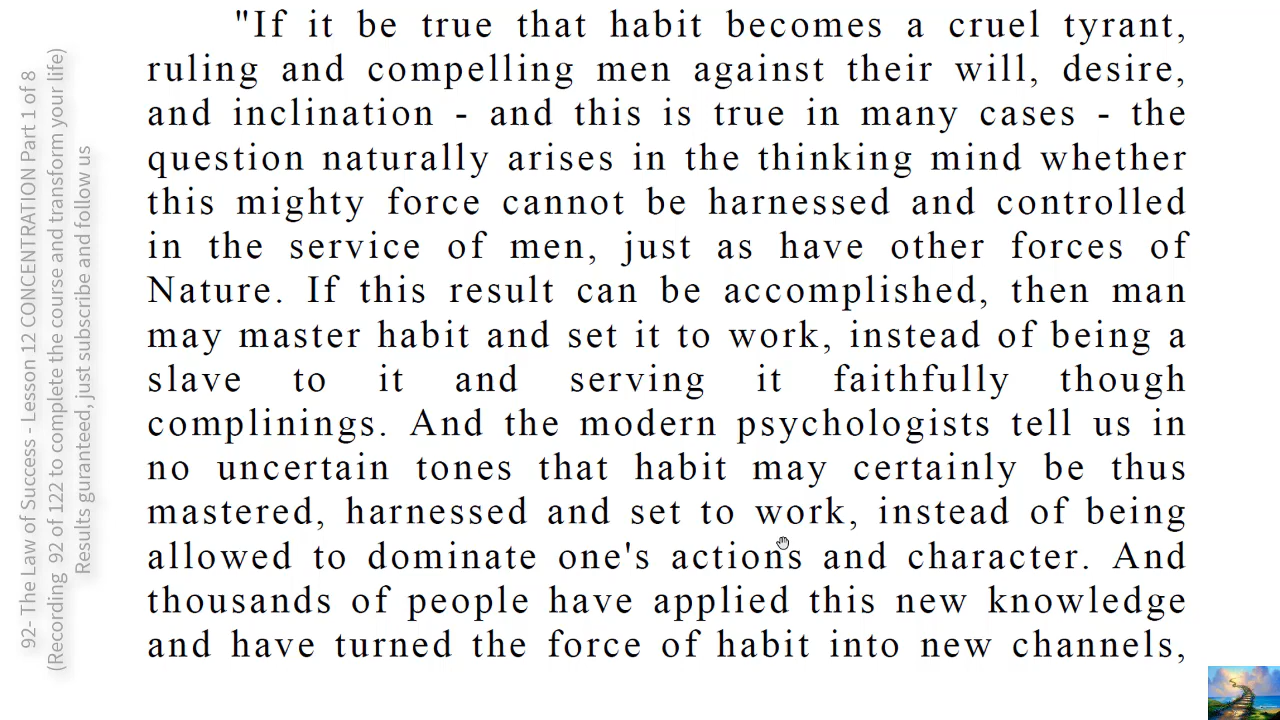 "If it be true that habit becomes a cruel tyrant,
ruling and compelling men against their will, desire,
and inclination - and this is true in many cases - the
question naturally arises in the thinking mind whether
this mighty force cannot be harnessed and controlled
in the service of men, just as have other forces of
Nature. If this result can be accomplished, then man
may master habit and set it to work, instead of being a
slave to it and serving it faithfully though
complinings. And the modern psychologists tell us in
no uncertain tones that habit may certainly be thus
mastered, harnessed and set to work, instead of being
allowed to dominate one's actions and character. And
thousands of people have applied this new knowledge
and have turned the force of habit into new channels,
92- The Law of Success - Lesson 12 CONCENTRATION Part 1 of 8
(Recording 92 of 122 to complete the course and transform your life)
Results guranteed, just subscribe and follow us